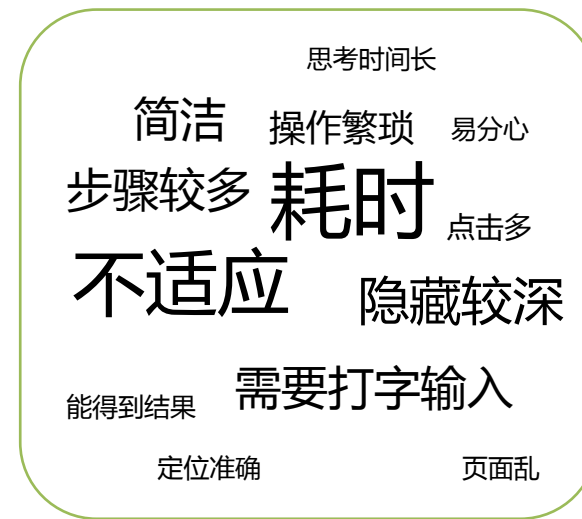 思考时间长
简洁 操作繁琐 易分心
步骤较多 耗时 点击多
不适应 隐藏较深
能得到结果 需要打字输入
定位准确 页面乱